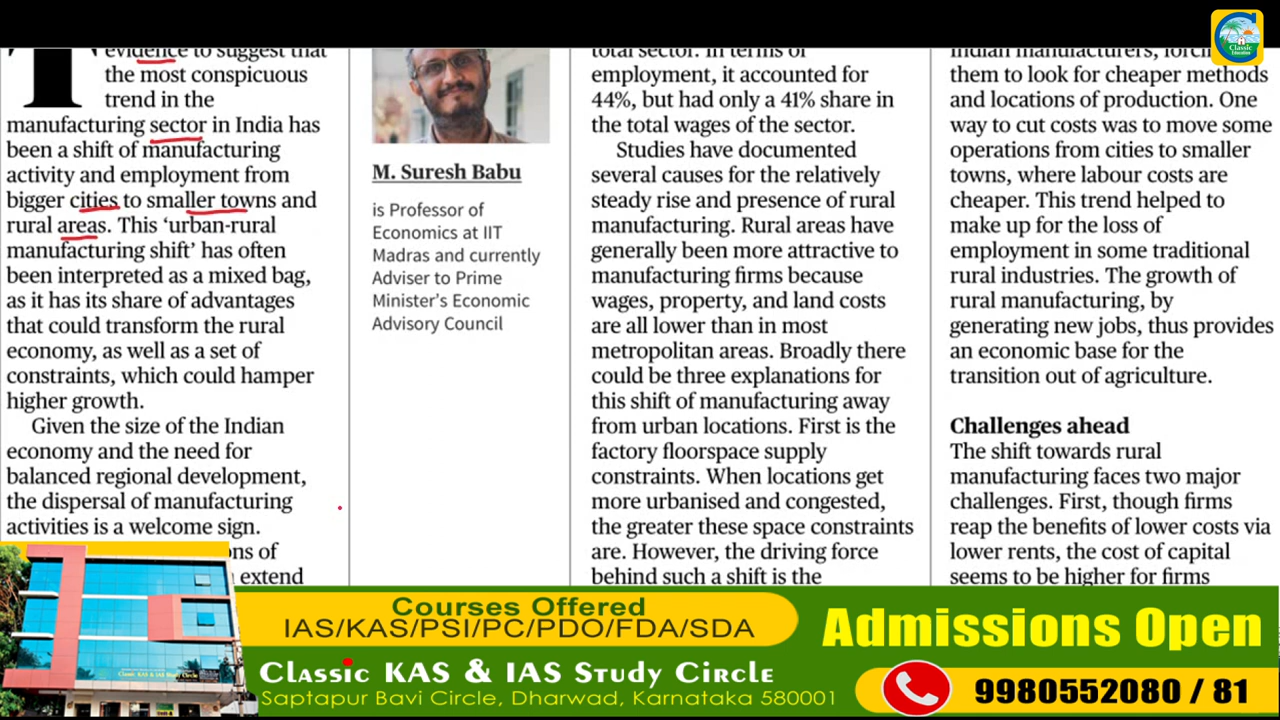 evidence to suggest that
the most conspicuous
trend in the
manufacturing sector in India has
been a shift of manufacturing
activity and employment from
bigger cities to smaller towns and
rural areas. This ‘urban-rural
manufacturing shift’ has often
been interpreted as a mixed bag,
as it has its share of advantages
that could transform the rural
economy, as well as a set of
constraints, which could hamper
higher growth.
Given the size of the Indian
economy and the need for
balanced regional development,
the dispersal of manufacturing
activities is a welcome sign.
ons of
extend
M. Suresh Babu
is Professor of
Economics at IIT
Madras and currently
Adviser to Prime
Minister’s Economic
Advisory Council
total sector. In terms of
employment, it accounted for
44%, but had only a 41% share in
the total wages of the sector.
Studies have documented
several causes for the relatively
steady rise and presence of rural
manufacturing. Rural areas have
generally been more attractive to
manufacturing firms because
wages, property, and land costs
are all lower than in most
metropolitan areas. Broadly there
could be three explanations for
this shift of manufacturing away
from urban locations. First is the
factory floorspace supply
constraints. When locations get
more urbanised and congested,
the greater these space constraints
are. However, the driving force
behind such a shift is the
Indian manufacturers,
them to look for cheaper methods
and locations of production. One
way to cut costs was to move some
operations from cities to smaller
towns, where labour costs are
cheaper. This trend helped to
make up for the loss of
employment in some traditional
rural industries. The growth of
rural manufacturing, by
generating new jobs, thus provides
an economic base for the
transition out of agriculture.
Challenges ahead
The shift towards rural
manufacturing faces two major
challenges. First, though firms
reap the benefits of lower costs via
lower rents, the cost of capital
seems to be higher for firms
Classic
Education
Courses Offered
IAS/KAS/PSI/PC/PDO/FDA/SDA
Classic KAS & IAS Study Circle
Saptapur Bavi Circle, Dharwad, Karnataka 580001
Admissions Open
9980552080 / 81